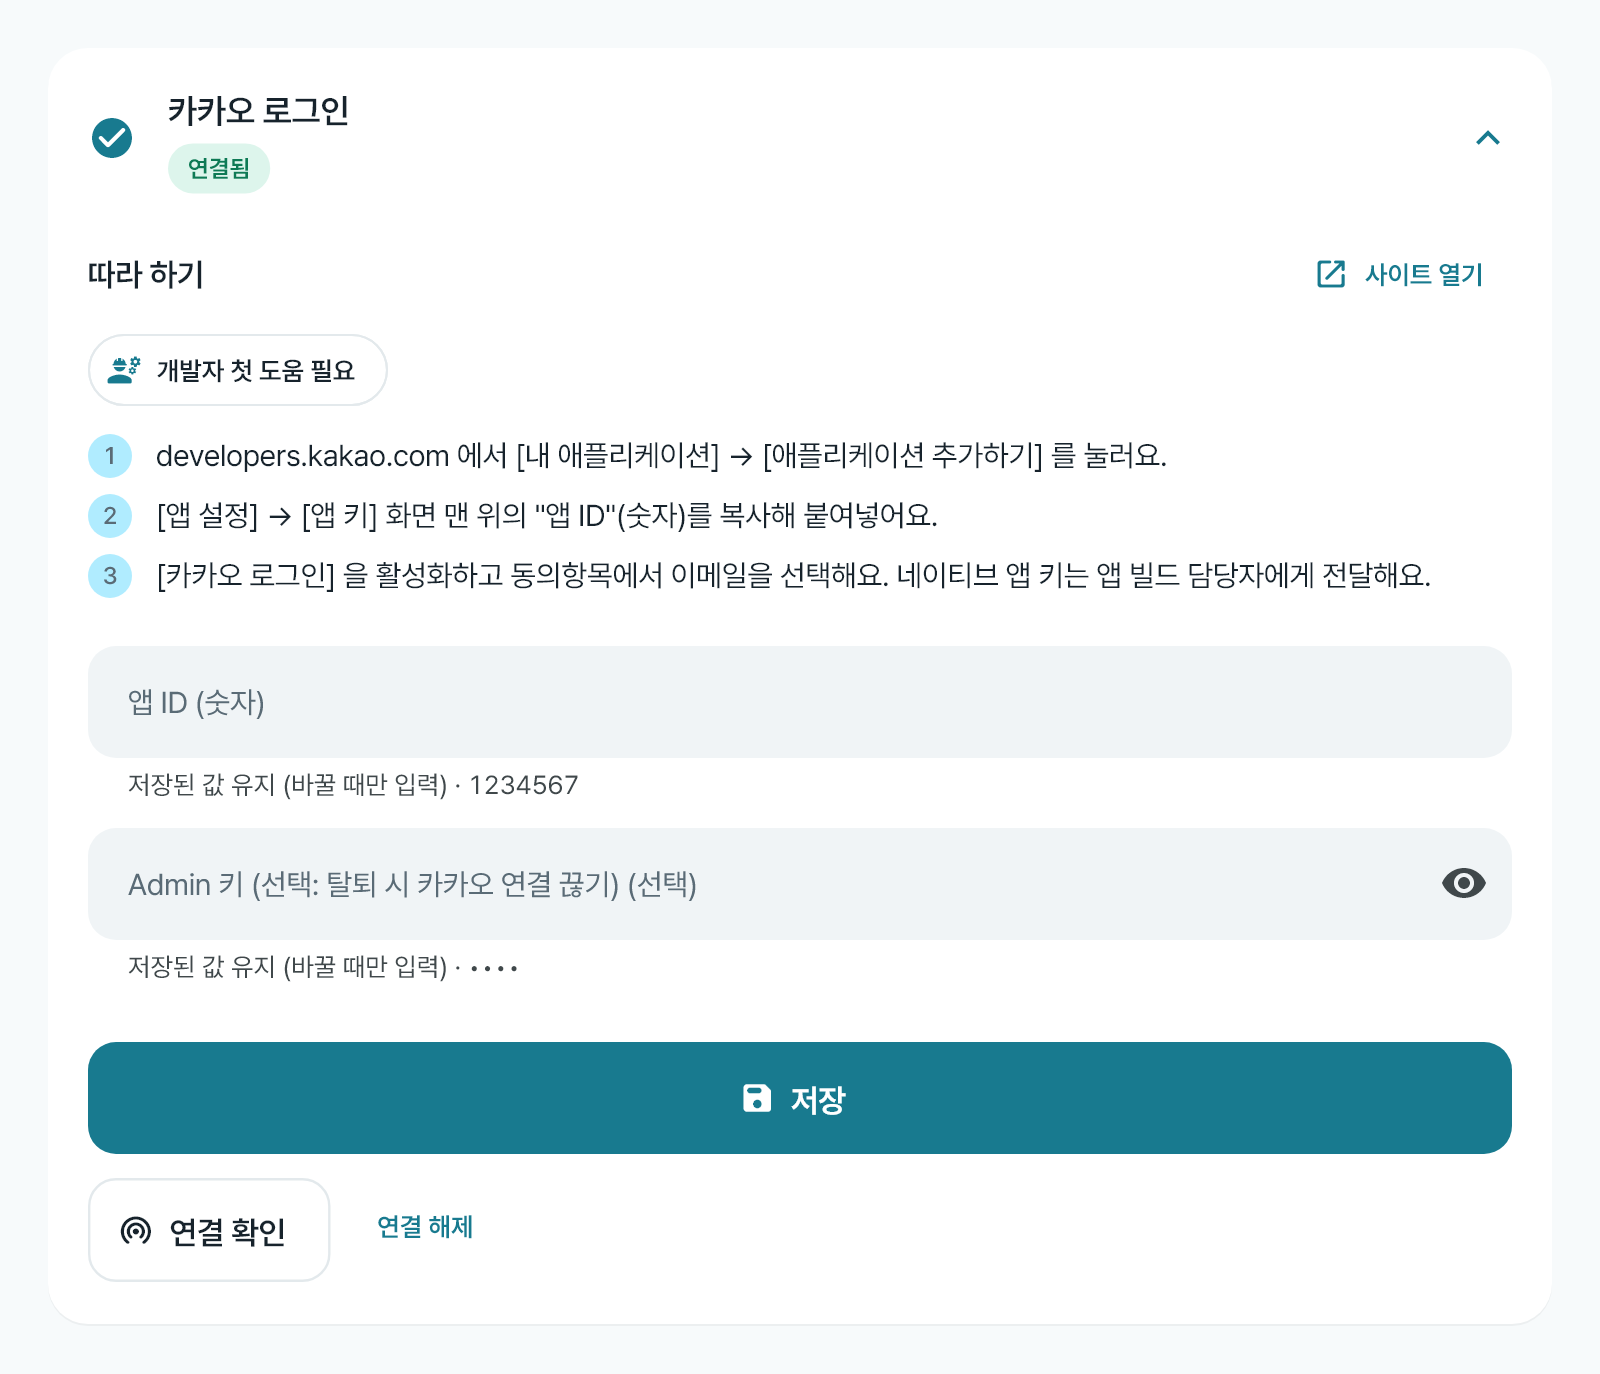 카카오 로그인
연결됨
따라 하기
사이트 열기
개발자 첫 도움 필요
1 developers.kakao.com 에서 [내 애플리케이션] → [애플리케이션 추가하기] 를 눌러요.
2 [앱 설정] → [앱 키] 화면 맨 위의 "앱 ID"(숫자)를 복사해 붙여넣어요.
3 [카카오 로그인] 을 활성화하고 동의항목에서 이메일을 선택해요. 네이티브 앱 키는 앱 빌드 담당자에게 전달해요.
앱 ID (숫자)
저장된 값 유지 (바꿀 때만 입력) · 1234567
Admin 키 (선택: 탈퇴 시 카카오 연결 끊기) (선택)
저장된 값 유지 (바꿀 때만 입력) · ••••
저장
연결 확인
연결 해제